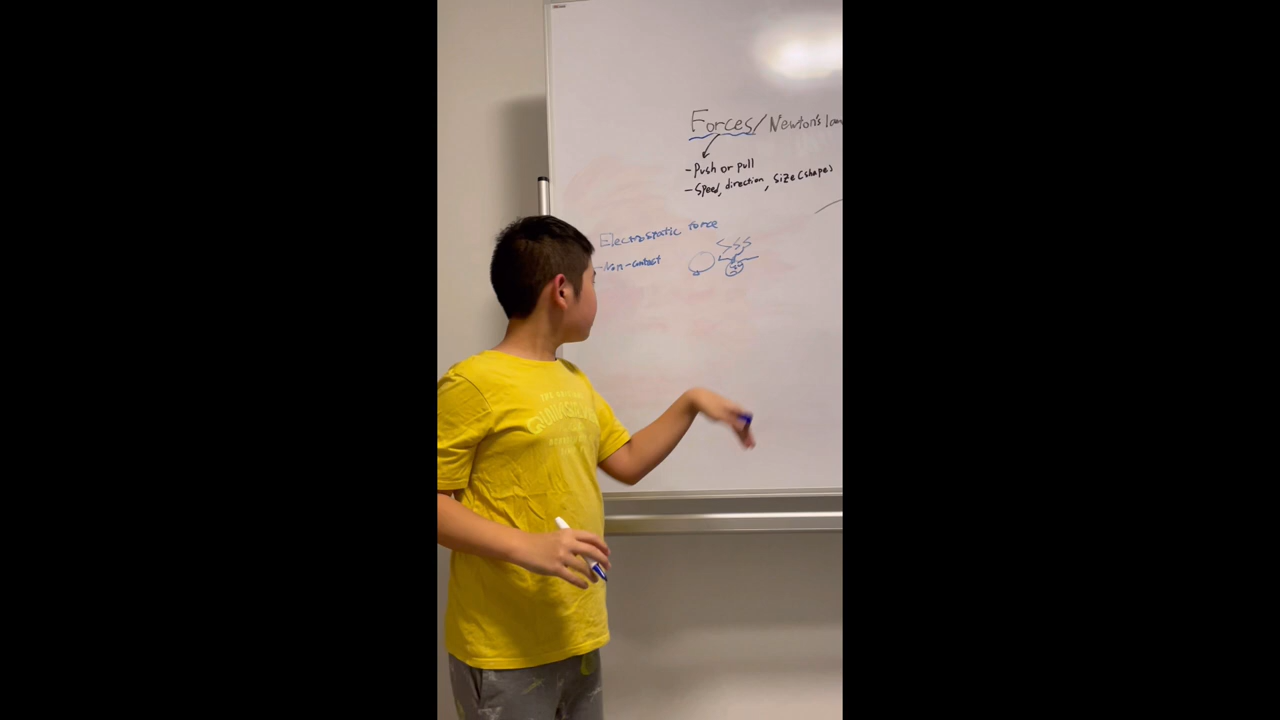 Forces/ Newton's law
- Push or pull
- Speed, direction, size (shape)
Electrostatic force
- Non-contact